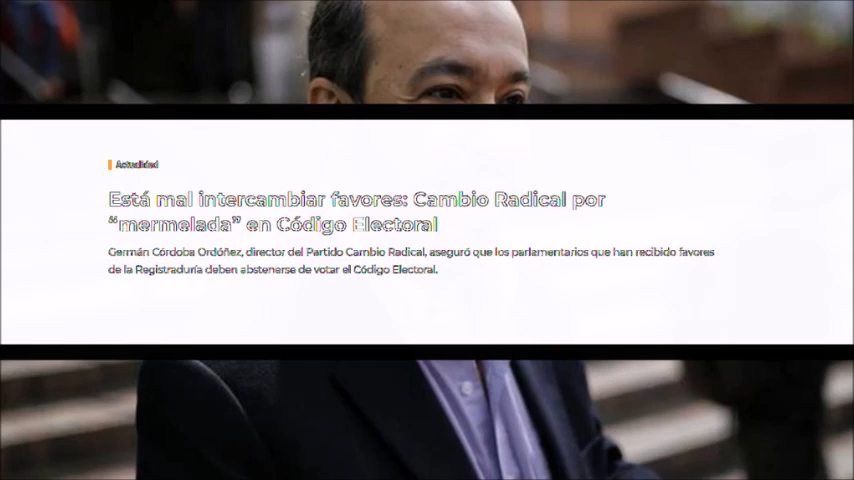 Actualidad
Está mal intercambiar favores: Cambio Radical por
“mermelada” en Código Electoral
Germán Córdoba Ordóñez, director del Partido Cambio Radical, aseguró que los parlamentarios que han recibido favores
de la Registraduría deben abstenerse de votar el Código Electoral.